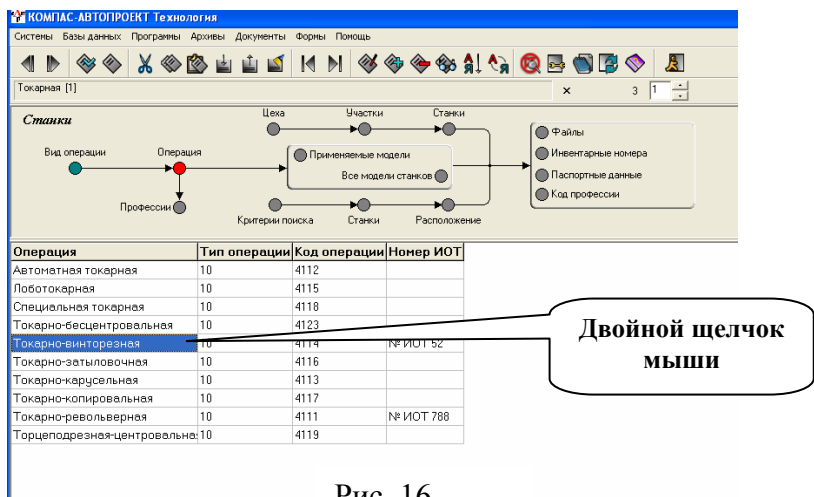 КОМПАС-АВТОПРОЕКТ Технология
Системы Базы данных Программы Архивы Документы Формы Помощь
Токарная [1] × 3 1
Станки
Цеха Участки Станки
Вид операции Операция
Профессии
Применяемые модели
Все модели станков
Критерии поиска Станки Расположение
Файлы
Инвентарные номера
Паспортные данные
Код профессии
Операция Тип операции Код операции Номер ИОТ
Автоматная токарная 10 4112
Лоботокарная 10 4115
Специальная токарная 10 4118
Токарно-бесцентровальная 10 4123
Токарно-винторезная 10 4114 № ИОТ 52
Токарно-затыловочная 10 4116
Токарно-карусельная 10 4113
Токарно-копировальная 10 4117
Токарно-револьверная 10 4111 № ИОТ 788
Торцеподрезная-центровальна 10 4119
Двойной щелчок
мыши
Рис. 16